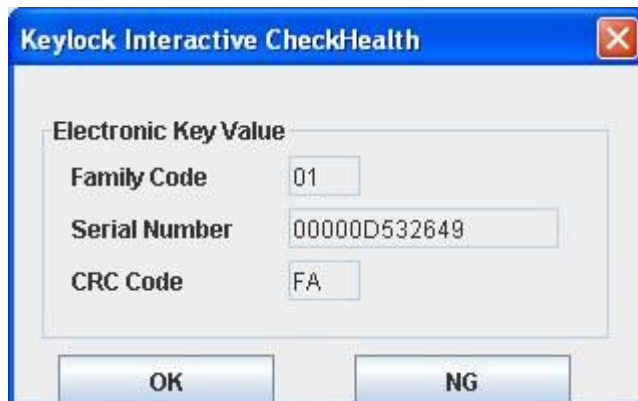 Keylock Interactive CheckHealth
Electronic Key Value
Family Code 01
Serial Number 00000D532649
CRC Code FA
OK NG